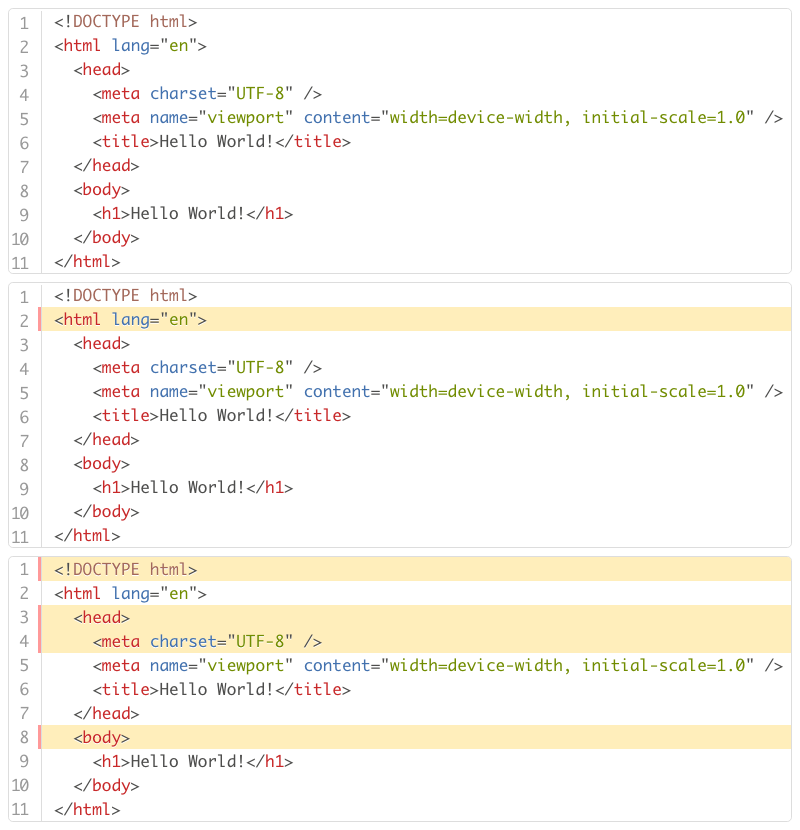 1 <!DOCTYPE html>
2 <html lang="en">
3   <head>
4     <meta charset="UTF-8" />
5     <meta name="viewport" content="width=device-width, initial-scale=1.0" />
6     <title>Hello World!</title>
7   </head>
8   <body>
9     <h1>Hello World!</h1>
10   </body>
11 </html>
1 <!DOCTYPE html>
2 <html lang="en">
3   <head>
4     <meta charset="UTF-8" />
5     <meta name="viewport" content="width=device-width, initial-scale=1.0" />
6     <title>Hello World!</title>
7   </head>
8   <body>
9     <h1>Hello World!</h1>
10   </body>
11 </html>
1 <!DOCTYPE html>
2 <html lang="en">
3   <head>
4     <meta charset="UTF-8" />
5     <meta name="viewport" content="width=device-width, initial-scale=1.0" />
6     <title>Hello World!</title>
7   </head>
8   <body>
9     <h1>Hello World!</h1>
10   </body>
11 </html>